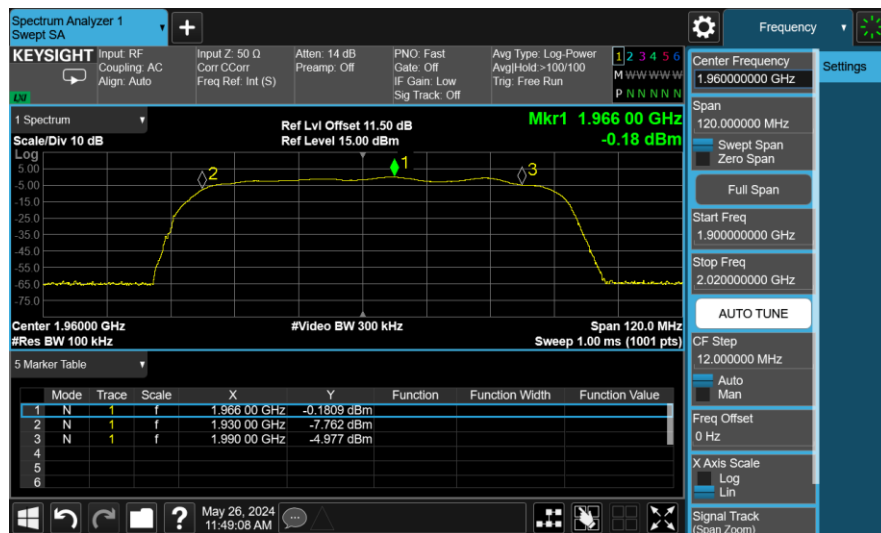 Spectrum Analyzer 1
Swept SA
Frequency
KEYSIGHT
Input: RF
Coupling: AC
Align: Auto
Input Z: 50 Ω
Corr CCorr
Freq Ref: Int (S)
Atten: 14 dB
Preamp: Off
PNO: Fast
Gate: Off
IF Gain: Low
Sig Track: Off
Avg Type: Log-Power
Avg|Hold:>100/100
Trig: Free Run
1 2 3 4 5 6
M W W W W W
P N N N N N
LXI
1 Spectrum
Scale/Div 10 dB
Ref Lvl Offset 11.50 dB
Ref Level 15.00 dBm
Mkr1 1.966 00 GHz
-0.18 dBm
Log
5.00
-5.00
-15.0
-25.0
-35.0
-45.0
-55.0
-65.0
-75.0
2
1
3
Center 1.96000 GHz
#Video BW 300 kHz
Span 120.0 MHz
#Res BW 100 kHz
Sweep 1.00 ms (1001 pts)
5 Marker Table
Mode Trace Scale X Y Function Function Width Function Value
1 N 1 f 1.966 00 GHz -0.1809 dBm
2 N 1 f 1.930 00 GHz -7.762 dBm
3 N 1 f 1.990 00 GHz -4.977 dBm
4
5
6
?
May 26, 2024
11:49:08 AM
Center Frequency
1.960000000 GHz
Settings
Span
120.000000 MHz
Swept Span
Zero Span
Full Span
Start Freq
1.900000000 GHz
Stop Freq
2.020000000 GHz
AUTO TUNE
CF Step
12.000000 MHz
Auto
Man
Freq Offset
0 Hz
X Axis Scale
Log
Lin
Signal Track
(Span Zoom)